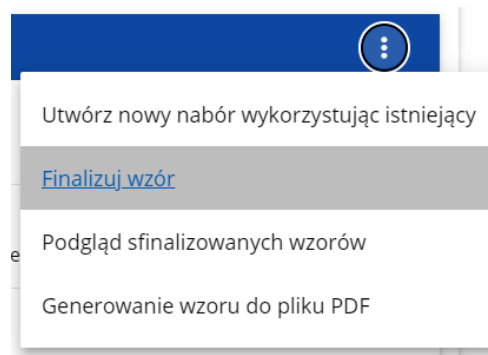 Utwórz nowy nabór wykorzystując istniejący
Finalizuj wzór
Podgląd sfinalizowanych wzorów
e
Generowanie wzoru do pliku PDF